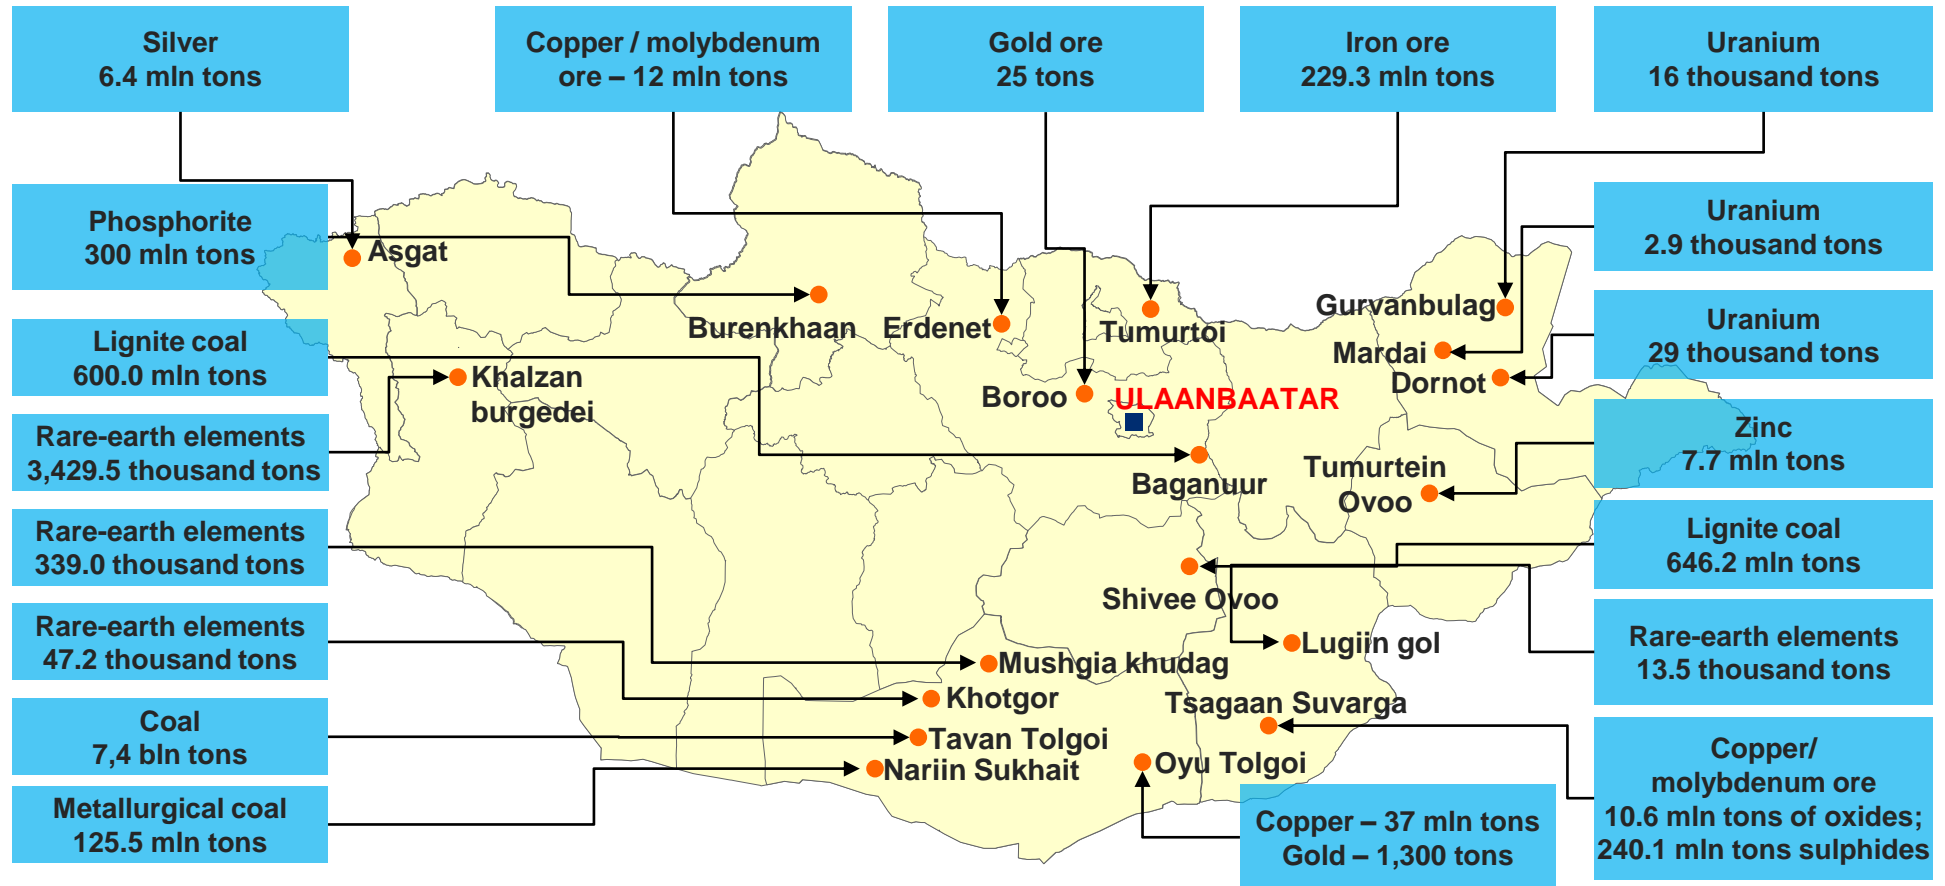 Silver
6.4 mln tons
Copper / molybdenum
ore – 12 mln tons
Gold ore
25 tons
Iron ore
229.3 mln tons
Uranium
16 thousand tons
Phosphorite
300 mln tons
Uranium
2.9 thousand tons
Lignite coal
600.0 mln tons
Uranium
29 thousand tons
Rare-earth elements
3,429.5 thousand tons
Zinc
7.7 mln tons
Rare-earth elements
339.0 thousand tons
Lignite coal
646.2 mln tons
Rare-earth elements
47.2 thousand tons
Rare-earth elements
13.5 thousand tons
Coal
7,4 bln tons
Metallurgical coal
125.5 mln tons
Copper – 37 mln tons
Gold – 1,300 tons
Copper/
molybdenum ore
10.6 mln tons of oxides;
240.1 mln tons sulphides
Asgat
Burenkhaan
Erdenet
Tumurtoi
Gurvanbulag
Mardai
Dornot
Khalzan
burgedei
Boroo
ULAANBAATAR
Baganuur
Tumurtein
Ovoo
Shivee Ovoo
Lugiin gol
Mushgia khudag
Khotgor
Tsagaan Suvarga
Tavan Tolgoi
Nariin Sukhait
Oyu Tolgoi